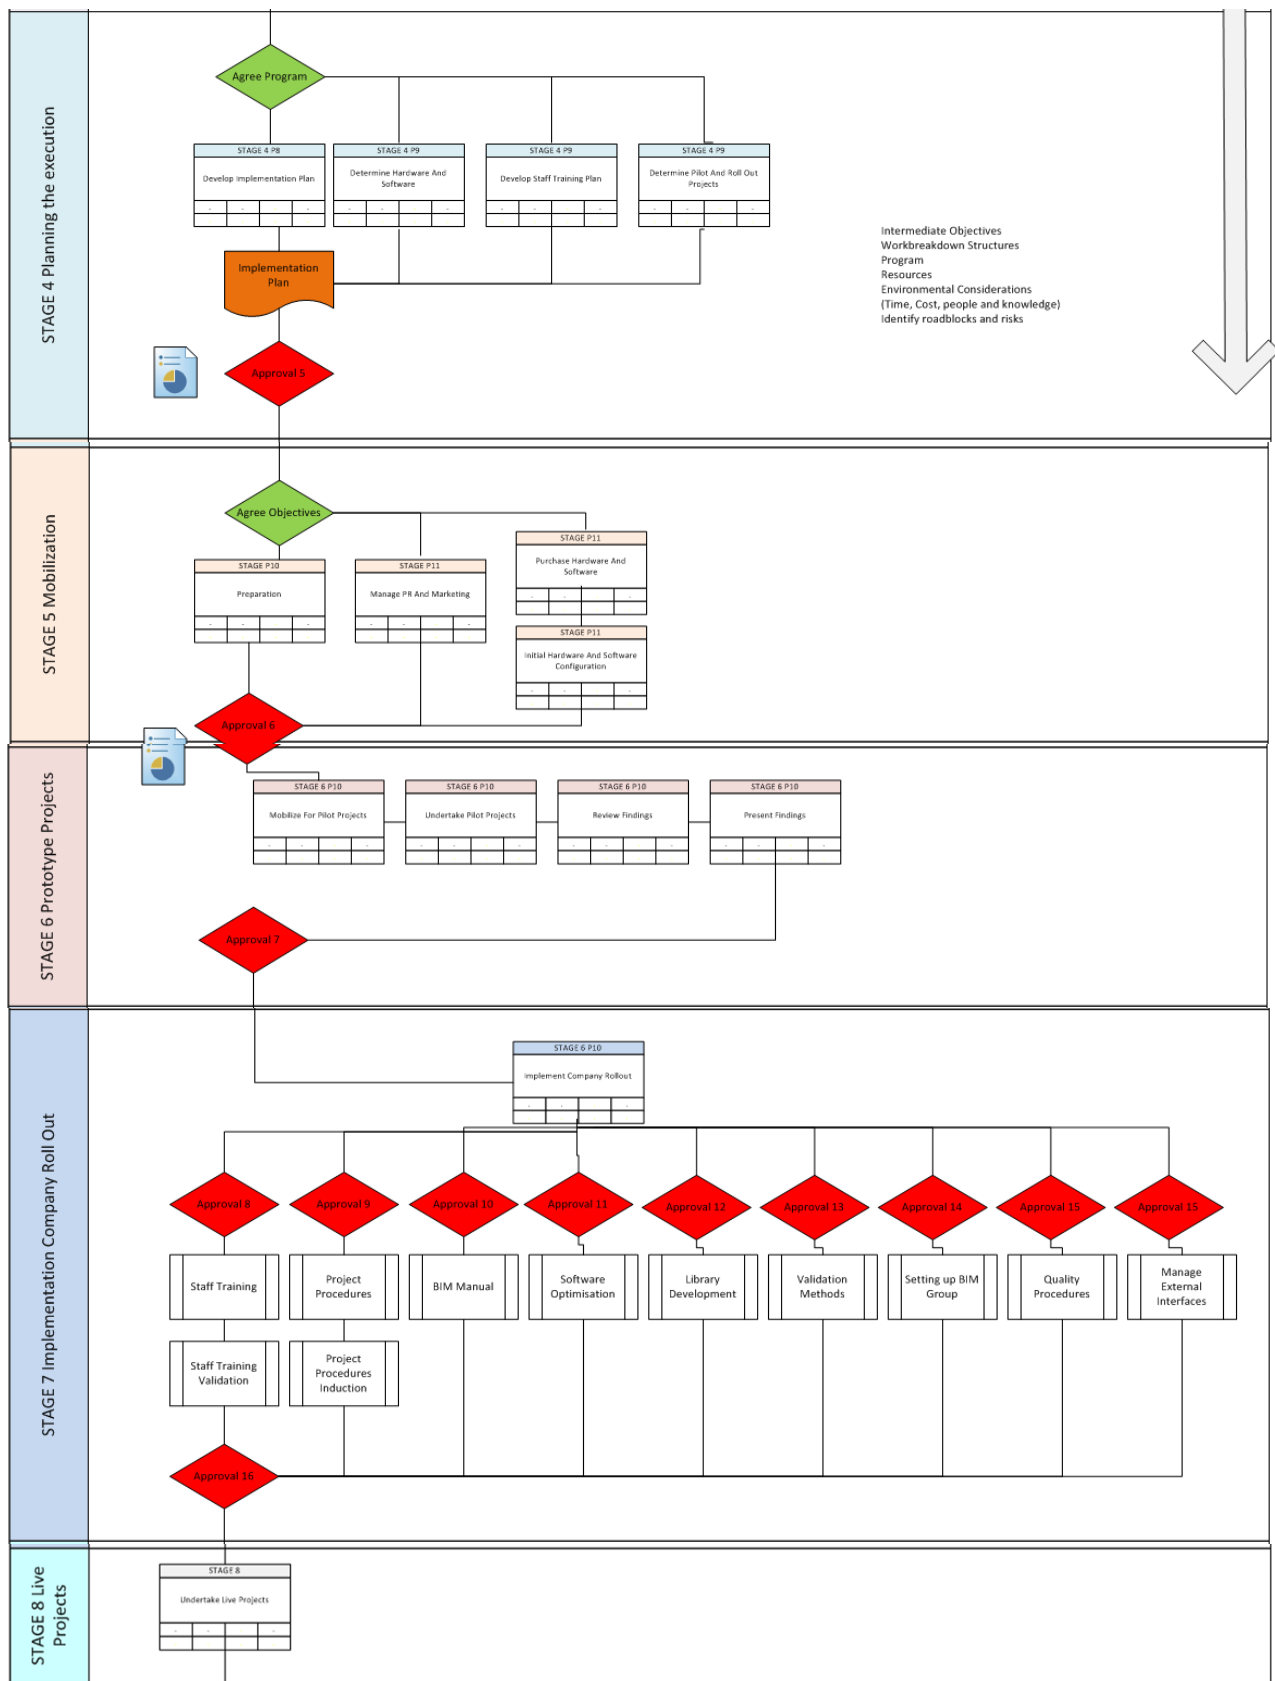 STAGE 4 Planning the execution
Agree Program
STAGE 4 P8
Develop Implementation Plan
STAGE 4 P9
Determine Hardware And
Software
STAGE 4 P9
Develop Staff Training Plan
STAGE 4 P9
Determine Pilot And Roll Out
Projects
Intermediate Objectives
Workbreakdown Structures
Program
Resources
Environmental Considerations
(Time, Cost, people and knowledge)
Identify roadblocks and risks
Implementation
Plan
Approval 5
STAGE 5 Mobilization
Agree Objectives
STAGE P10
Preparation
STAGE P11
Manage PR And Marketing
STAGE P11
Purchase Hardware And
Software
STAGE P11
Initial Hardware And Software
Configuration
Approval 6
STAGE 6 Prototype Projects
STAGE 6 P10
Mobilize For Pilot Projects
STAGE 6 P10
Undertake Pilot Projects
STAGE 6 P10
Review Findings
STAGE 6 P10
Present Findings
Approval 7
STAGE 7 Implementation Company Roll Out
STAGE 6 P10
Implement Company Rollout
Approval 8
Approval 9
Approval 10
Approval 11
Approval 12
Approval 13
Approval 14
Approval 15
Approval 15
Staff Training
Project
Procedures
BIM Manual
Software
Optimisation
Library
Development
Validation
Methods
Setting up BIM
Group
Quality
Procedures
Manage
External
Interfaces
Staff Training
Validation
Project
Procedures
Induction
Approval 16
STAGE 8 Live
Projects
STAGE 8
Undertake Live Projects